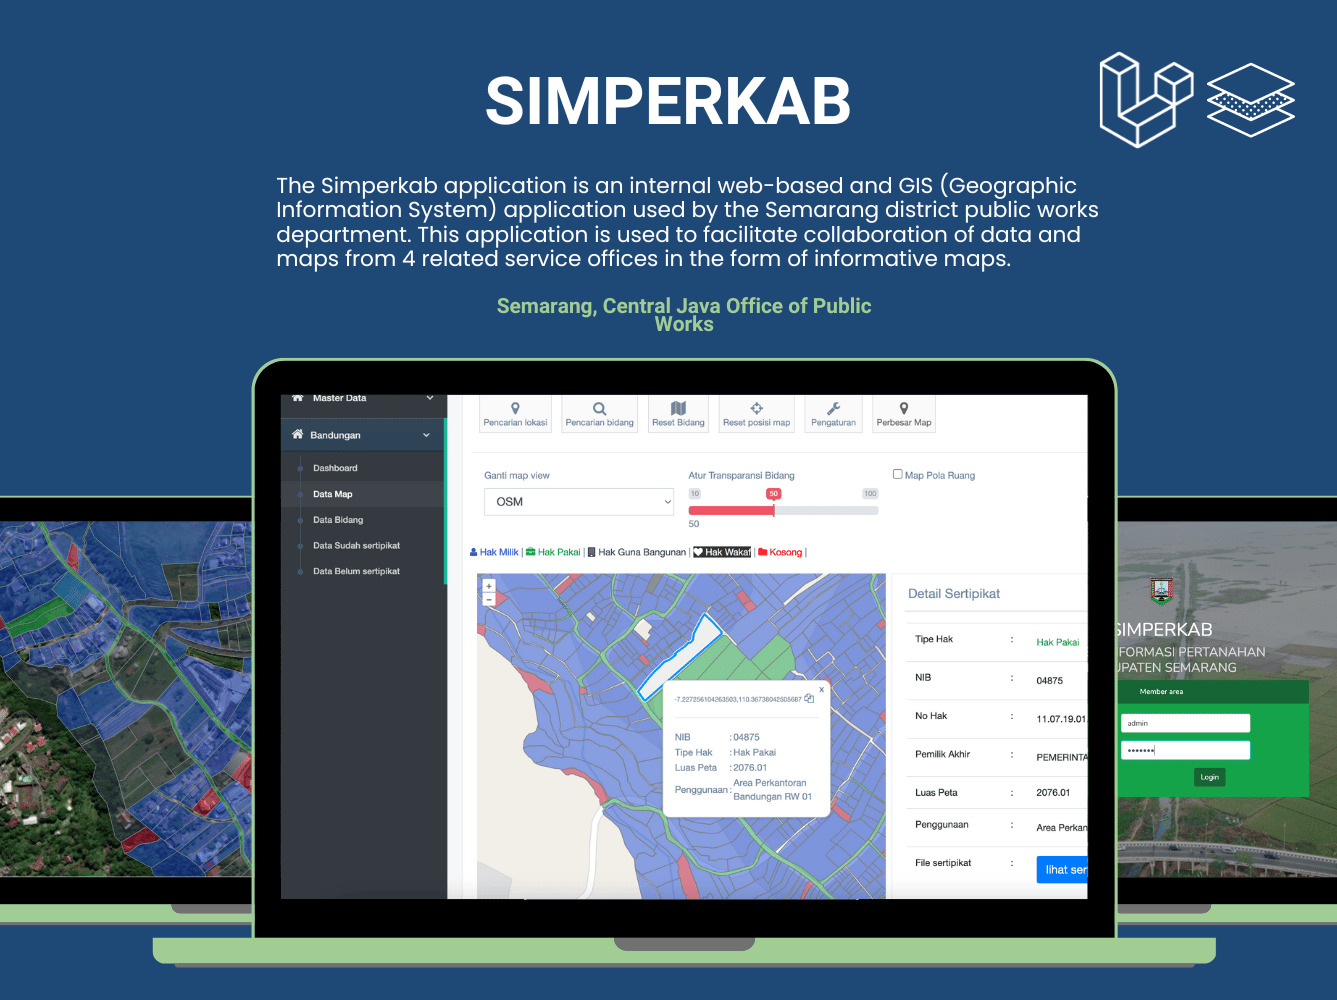 SIMPERKAB
The Simperkab application is an internal web-based and GIS (Geographic
Information System) application used by the Semarang district public works
department. This application is used to facilitate collaboration of data and
maps from 4 related service offices in the form of informative maps.
Semarang, Central Java Office of Public
Works
Master Data
Bandungan
Dashboard
Data Map
Data Bidang
Data Sudah sertipikat
Data Belum sertipikat
Pencarian lokasi
Pencarian bidang
Reset Bidang
Reset posisi map
Pengaturan
Perbesar Map
Ganti map view
OSM
Atur Transparansi Bidang
10 50 100
50
Map Pola Ruang
Hak Milik | Hak Pakai | Hak Guna Bangunan | Hak Wakaf | Kosong |
+
−
x
-7.227256104263503,110.36738042505687
NIB : 04875
Tipe Hak : Hak Pakai
Luas Peta : 2076.01
Penggunaan : Area Perkantoran
Bandungan RW 01
Detail Sertipikat
Tipe Hak : Hak Pakai
NIB : 04875
No Hak : 11.07.19.01.
Pemilik Akhir : PEMERINTA
Luas Peta : 2076.01
Penggunaan : Area Perkan
File sertipikat : lihat ser
SIMPERKAB
FORMASI PERTANAHAN
UPATEN SEMARANG
Member area
admin
•••••••
Login